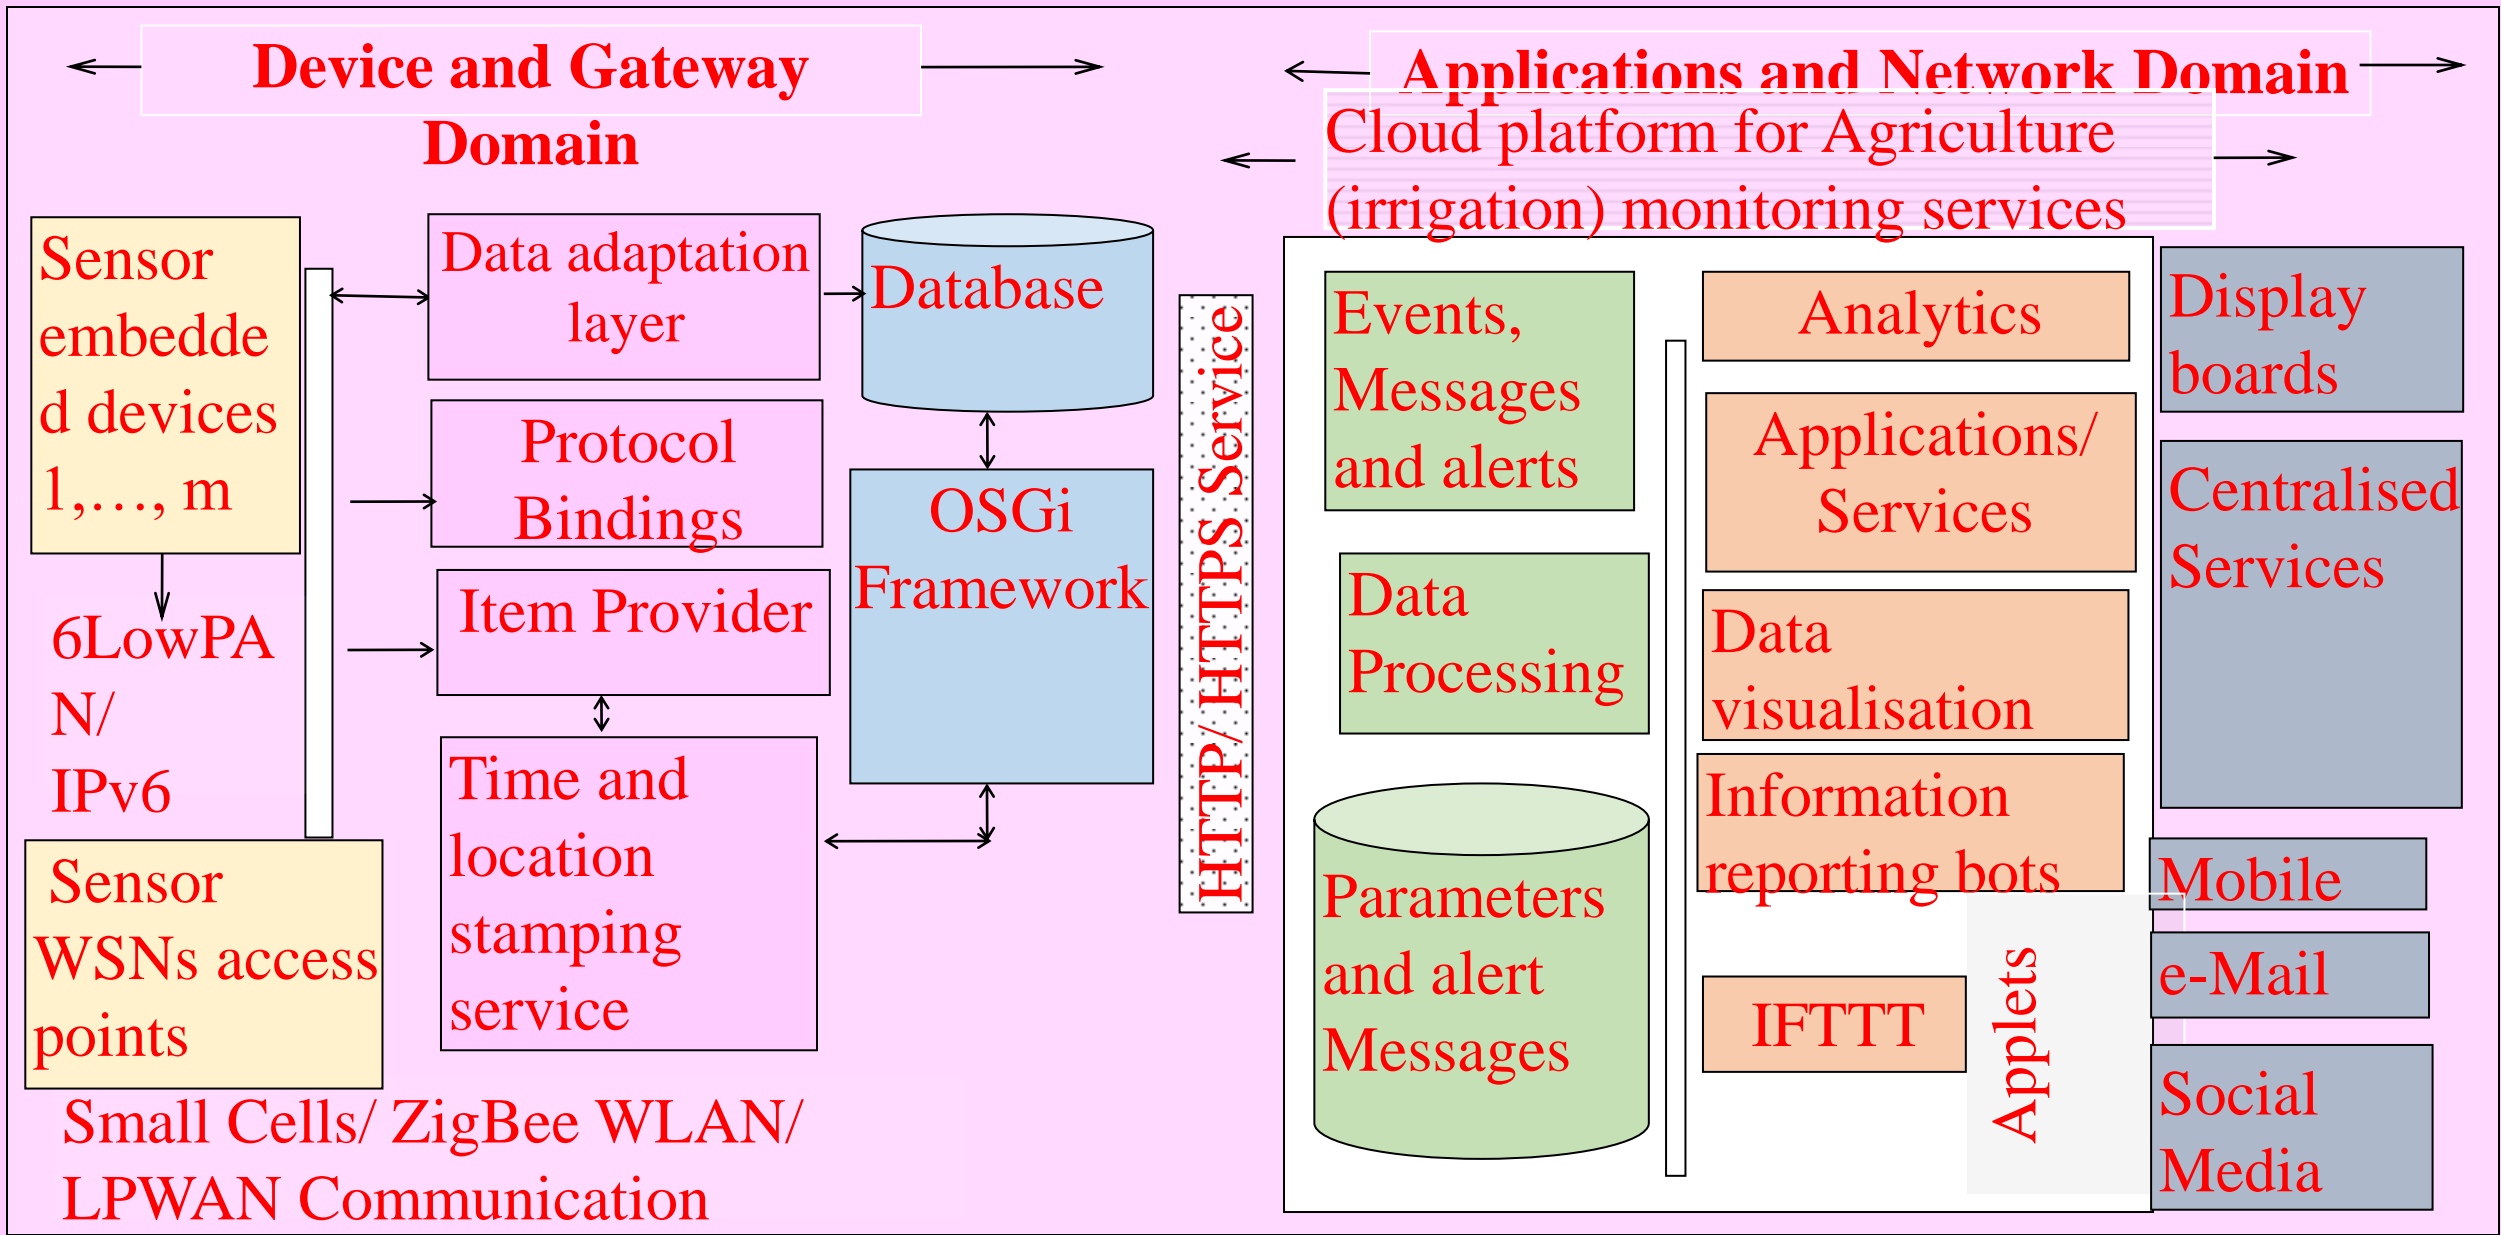 Device and Gateway
Domain
Applications and Network Domain
Cloud platform for Agriculture
(irrigation) monitoring services
Sensor
embedde
d devices
1,. . ., m
6LowPA
N/
IPv6
Sensor
WSNs access
points
Small Cells/ ZigBee WLAN/
LPWAN Communication
Data adaptation
layer
Protocol
Bindings
Item Provider
Time and
location
stamping
service
Database
OSGi
Framework
HTTP/ HTTPS Service
Events,
Messages
and alerts
Data
Processing
Parameters
and alert
Messages
Analytics
Applications/
Services
Data
visualisation
Information
reporting bots
IFTTT
Applets
Display
boards
Centralised
Services
Mobile
e-Mail
Social
Media